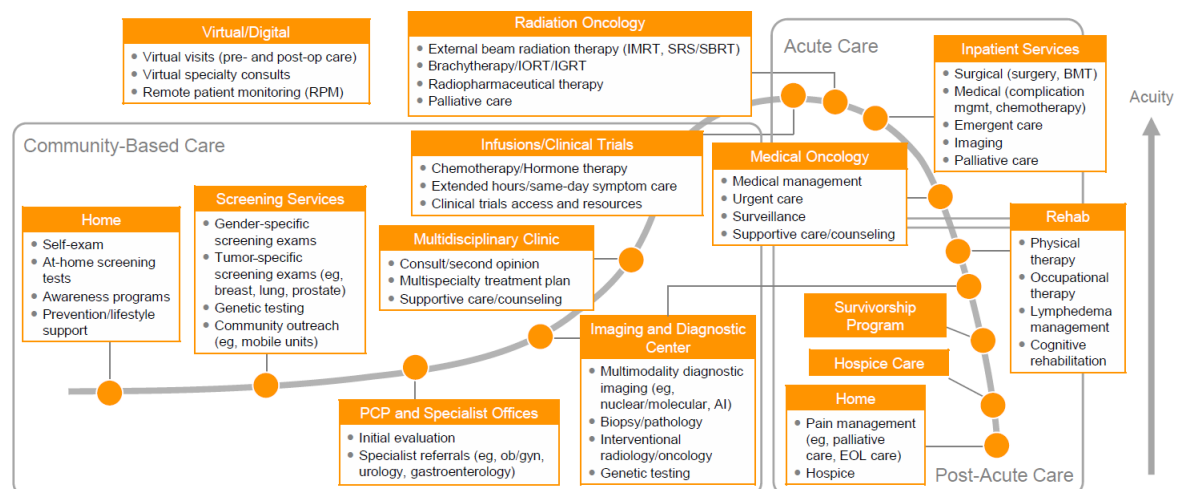 Virtual/Digital
Virtual visits (pre- and post-op care)
Virtual specialty consults
Remote patient monitoring (RPM)
Radiation Oncology
External beam radiation therapy (IMRT, SRS/SBRT)
Brachytherapy/IORT/IGRT
Radiopharmaceutical therapy
Palliative care
Acute Care
Inpatient Services
Surgical (surgery, BMT)
Medical (complication
mgmt, chemotherapy)
Emergent care
Imaging
Palliative care
Acuity
Community-Based Care
Infusions/Clinical Trials
Chemotherapy/Hormone therapy
Extended hours/same-day symptom care
Clinical trials access and resources
Medical Oncology
Medical management
Urgent care
Surveillance
Supportive care/counseling
Home
Self-exam
At-home screening
tests
Awareness programs
Prevention/lifestyle
support
Screening Services
Gender-specific
screening exams
Tumor-specific
screening exams (eg,
breast, lung, prostate)
Genetic testing
Community outreach
(eg, mobile units)
Multidisciplinary Clinic
Consult/second opinion
Multispecialty treatment plan
Supportive care/counseling
Rehab
Physical
therapy
Occupational
therapy
Lymphedema
management
Cognitive
rehabilitation
PCP and Specialist Offices
Initial evaluation
Specialist referrals (eg, ob/gyn,
urology, gastroenterology)
Imaging and Diagnostic
Center
Multimodality diagnostic
imaging (eg,
nuclear/molecular, AI)
Biopsy/pathology
Interventional
radiology/oncology
Genetic testing
Survivorship
Program
Hospice Care
Home
Pain management
(eg, palliative
care, EOL care)
Hospice
Post-Acute Care